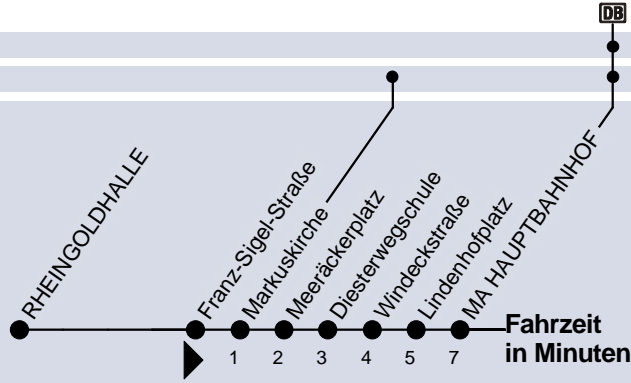 DB
RHEINGOLDHALLE
Franz-Sigel-Straße
Markuskirche
Meeräckerplatz
Diesterwegschule
Windeckstraße
Lindenhofplatz
MA HAUPTBAHNHOF
Fahrzeit
in Minuten
1 2 3 4 5 7